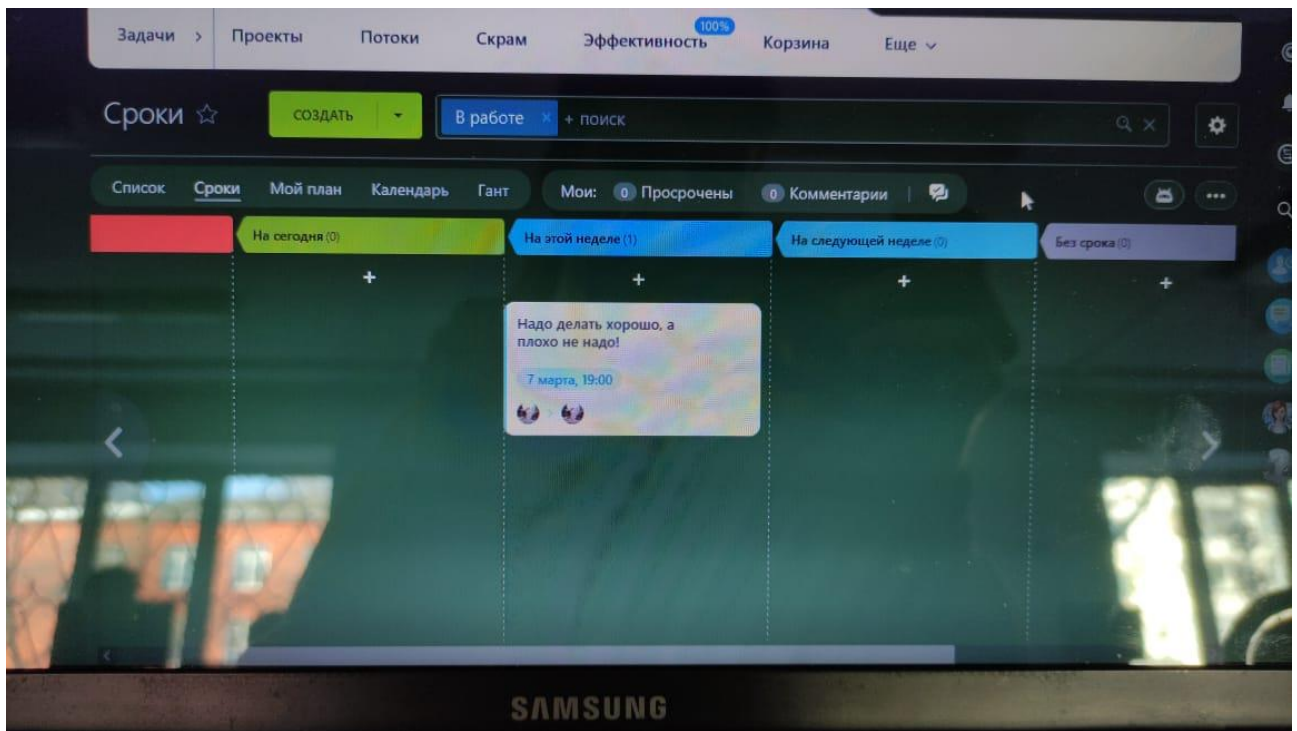 Задачи > Проекты Потоки Скрам Эффективность 100% Корзина Еще
Сроки СОЗДАТЬ В работе × + поиск
Список Сроки Мой план Календарь Гант Мои: 0 Просрочены 0 Комментарии
На сегодня (0) На этой неделе (1) На следующей неделе (0) Без срока (0)
+ + + +
Надо делать хорошо, а
плохо не надо!
7 марта, 19:00
SAMSUNG